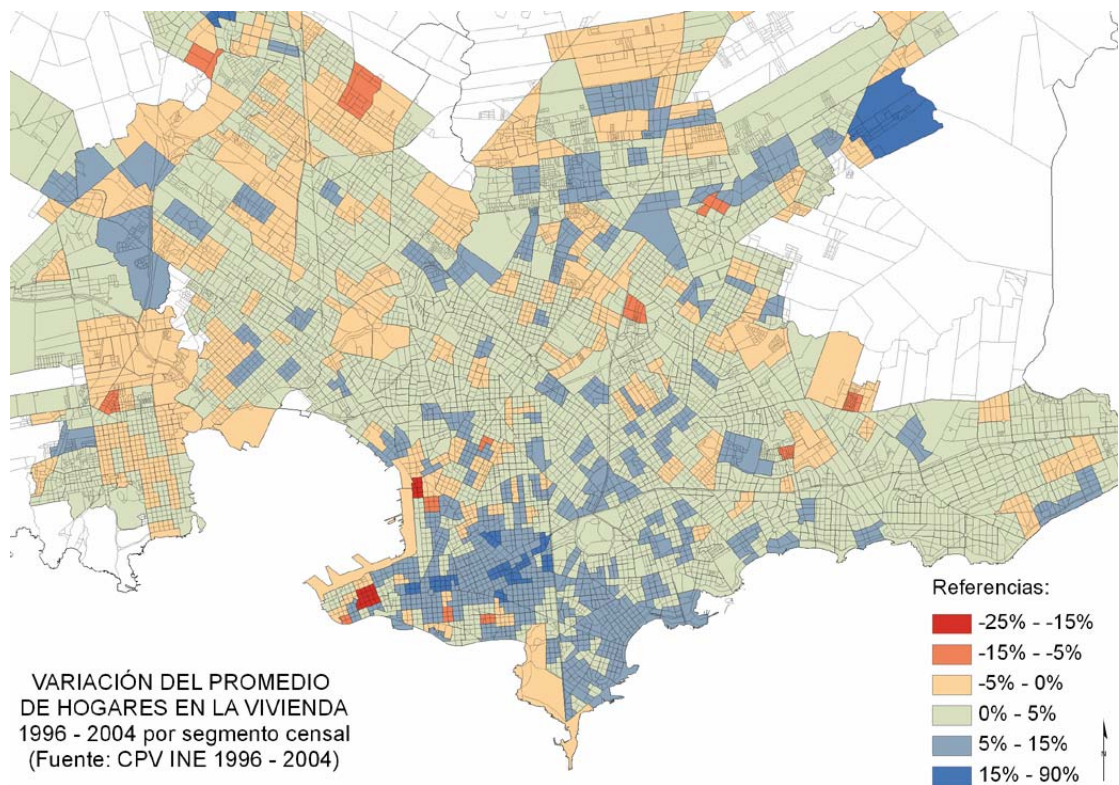 Referencias:
-25% - -15%
-15% - -5%
-5% - 0%
0% - 5%
5% - 15%
15% - 90%
VARIACIÓN DEL PROMEDIO
DE HOGARES EN LA VIVIENDA
1996 - 2004 por segmento censal
(Fuente: CPV INE 1996 - 2004)
N